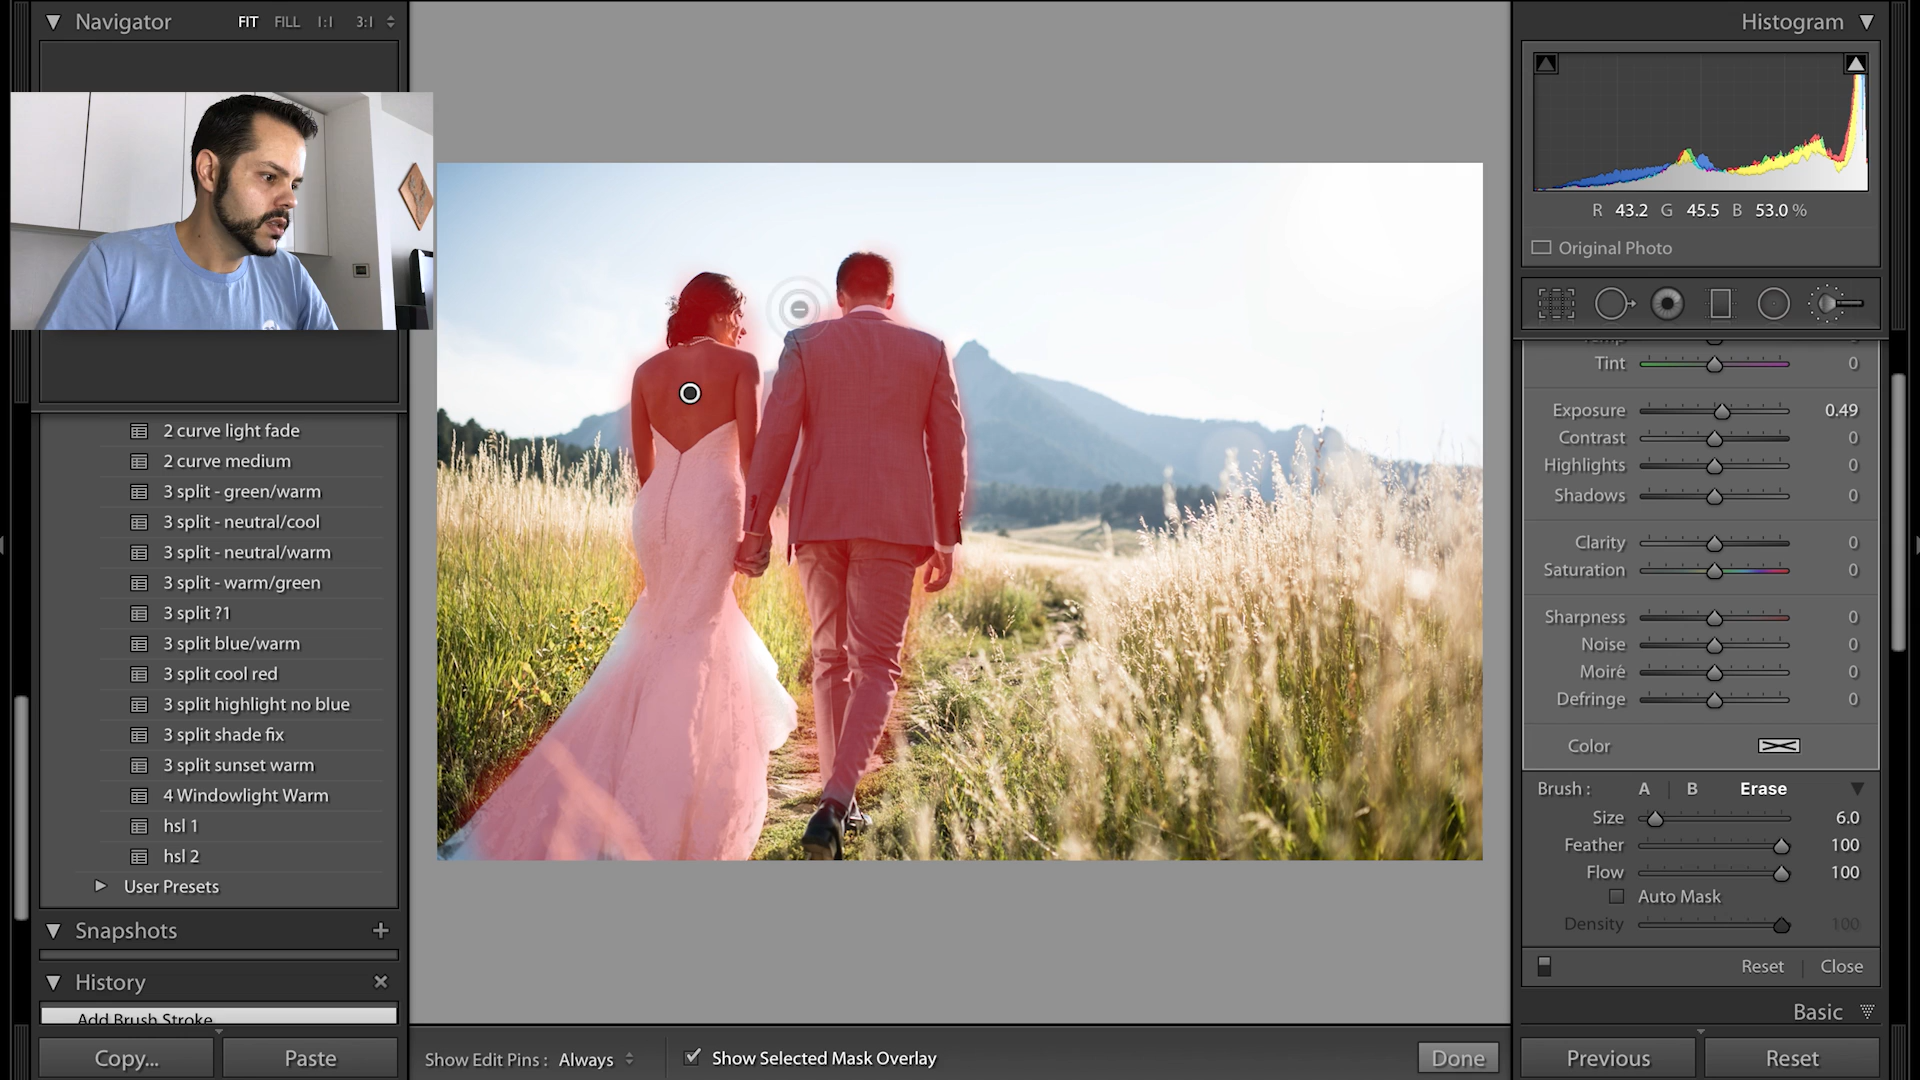 Navigator
FIT FILL 1:1 3:1
2 curve light fade
2 curve medium
3 split - green/warm
3 split - neutral/cool
3 split - neutral/warm
3 split - warm/green
3 split ?1
3 split blue/warm
3 split cool red
3 split highlight no blue
3 split shade fix
3 split sunset warm
4 Windowlight Warm
hsl 1
hsl 2
User Presets
Snapshots
History
Add Brush Stroke
Copy...
Paste
Show Edit Pins : Always
Show Selected Mask Overlay
Done
Histogram
R 43.2 G 45.5 B 53.0 %
Original Photo
Temp 0
Tint 0
Exposure 0.49
Contrast 0
Highlights 0
Shadows 0
Clarity 0
Saturation 0
Sharpness 0
Noise 0
Moiré 0
Defringe 0
Color
Brush : A B Erase
Size 6.0
Feather 100
Flow 100
Auto Mask
Density 100
Reset Close
Basic
Previous
Reset